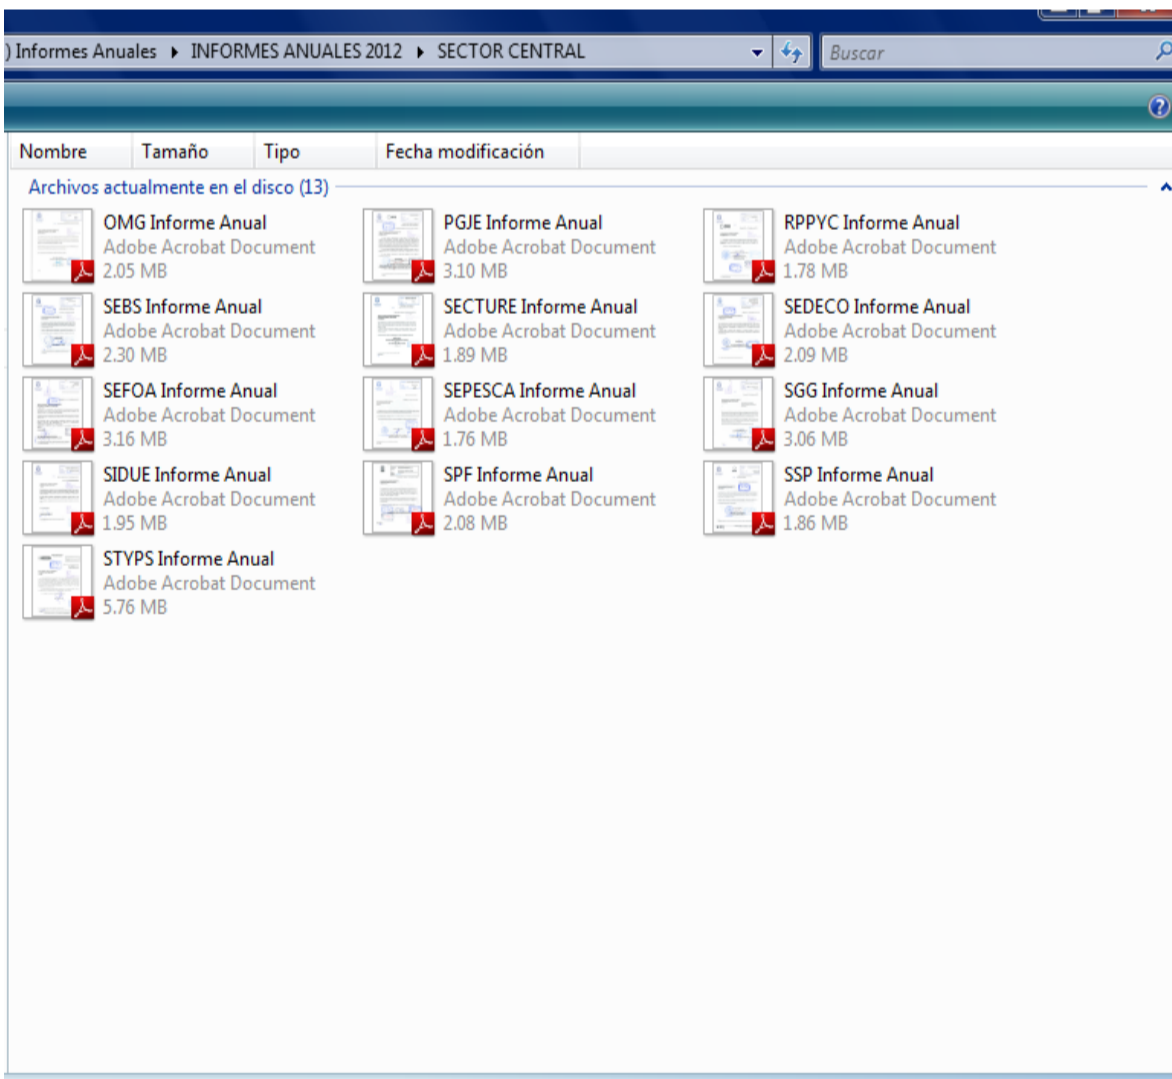 ) Informes Anuales ▸ INFORMES ANUALES 2012 ▸ SECTOR CENTRAL
Buscar
Nombre Tamaño Tipo Fecha modificación
Archivos actualmente en el disco (13)
OMG Informe Anual
Adobe Acrobat Document
2.05 MB
PGJE Informe Anual
Adobe Acrobat Document
3.10 MB
RPPYC Informe Anual
Adobe Acrobat Document
1.78 MB
SEBS Informe Anual
Adobe Acrobat Document
2.30 MB
SECTURE Informe Anual
Adobe Acrobat Document
1.89 MB
SEDECO Informe Anual
Adobe Acrobat Document
2.09 MB
SEFOA Informe Anual
Adobe Acrobat Document
3.16 MB
SEPESCA Informe Anual
Adobe Acrobat Document
1.76 MB
SGG Informe Anual
Adobe Acrobat Document
3.06 MB
SIDUE Informe Anual
Adobe Acrobat Document
1.95 MB
SPF Informe Anual
Adobe Acrobat Document
2.08 MB
SSP Informe Anual
Adobe Acrobat Document
1.86 MB
STYPS Informe Anual
Adobe Acrobat Document
5.76 MB